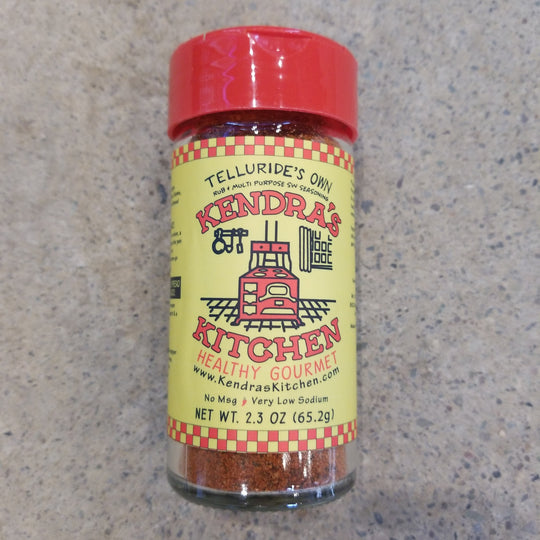 TELLURIDE'S OWN
RUB & MULTI PURPOSE SW SEASONING
KENDRA'S
KITCHEN
HEALTHY GOURMET
www.KendrasKitchen.com
No Msg Very Low Sodium
NET WT. 2.3 OZ (65.2g)